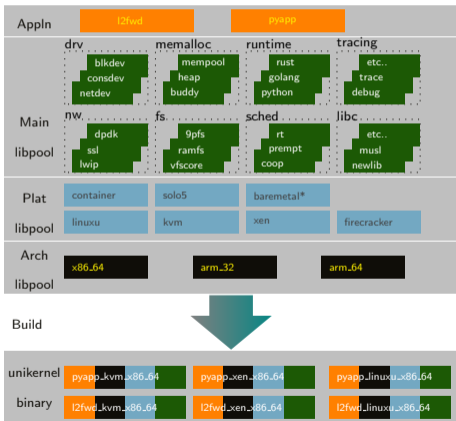 Appln l2fwd pyapp
drv memalloc runtime tracing
blkdev mempool rust etc..
consdev heap golang trace
netdev buddy python debug
Main
nw fs sched libc
dpdk 9pfs rt etc..
libpool
ssl ramfs prempt musl
lwip vfscore coop newlib
Plat container solo5 baremetal*
libpool linuxu kvm xen firecracker
Arch
x86_64 arm_32 arm_64
libpool
Build
unikernel pyapp_kvm_x86_64 pyapp_xen_x86_64 pyapp_linuxu_x86_64
binary l2fwd_kvm_x86_64 l2fwd_xen_x86_64 l2fwd_linuxu_x86_64